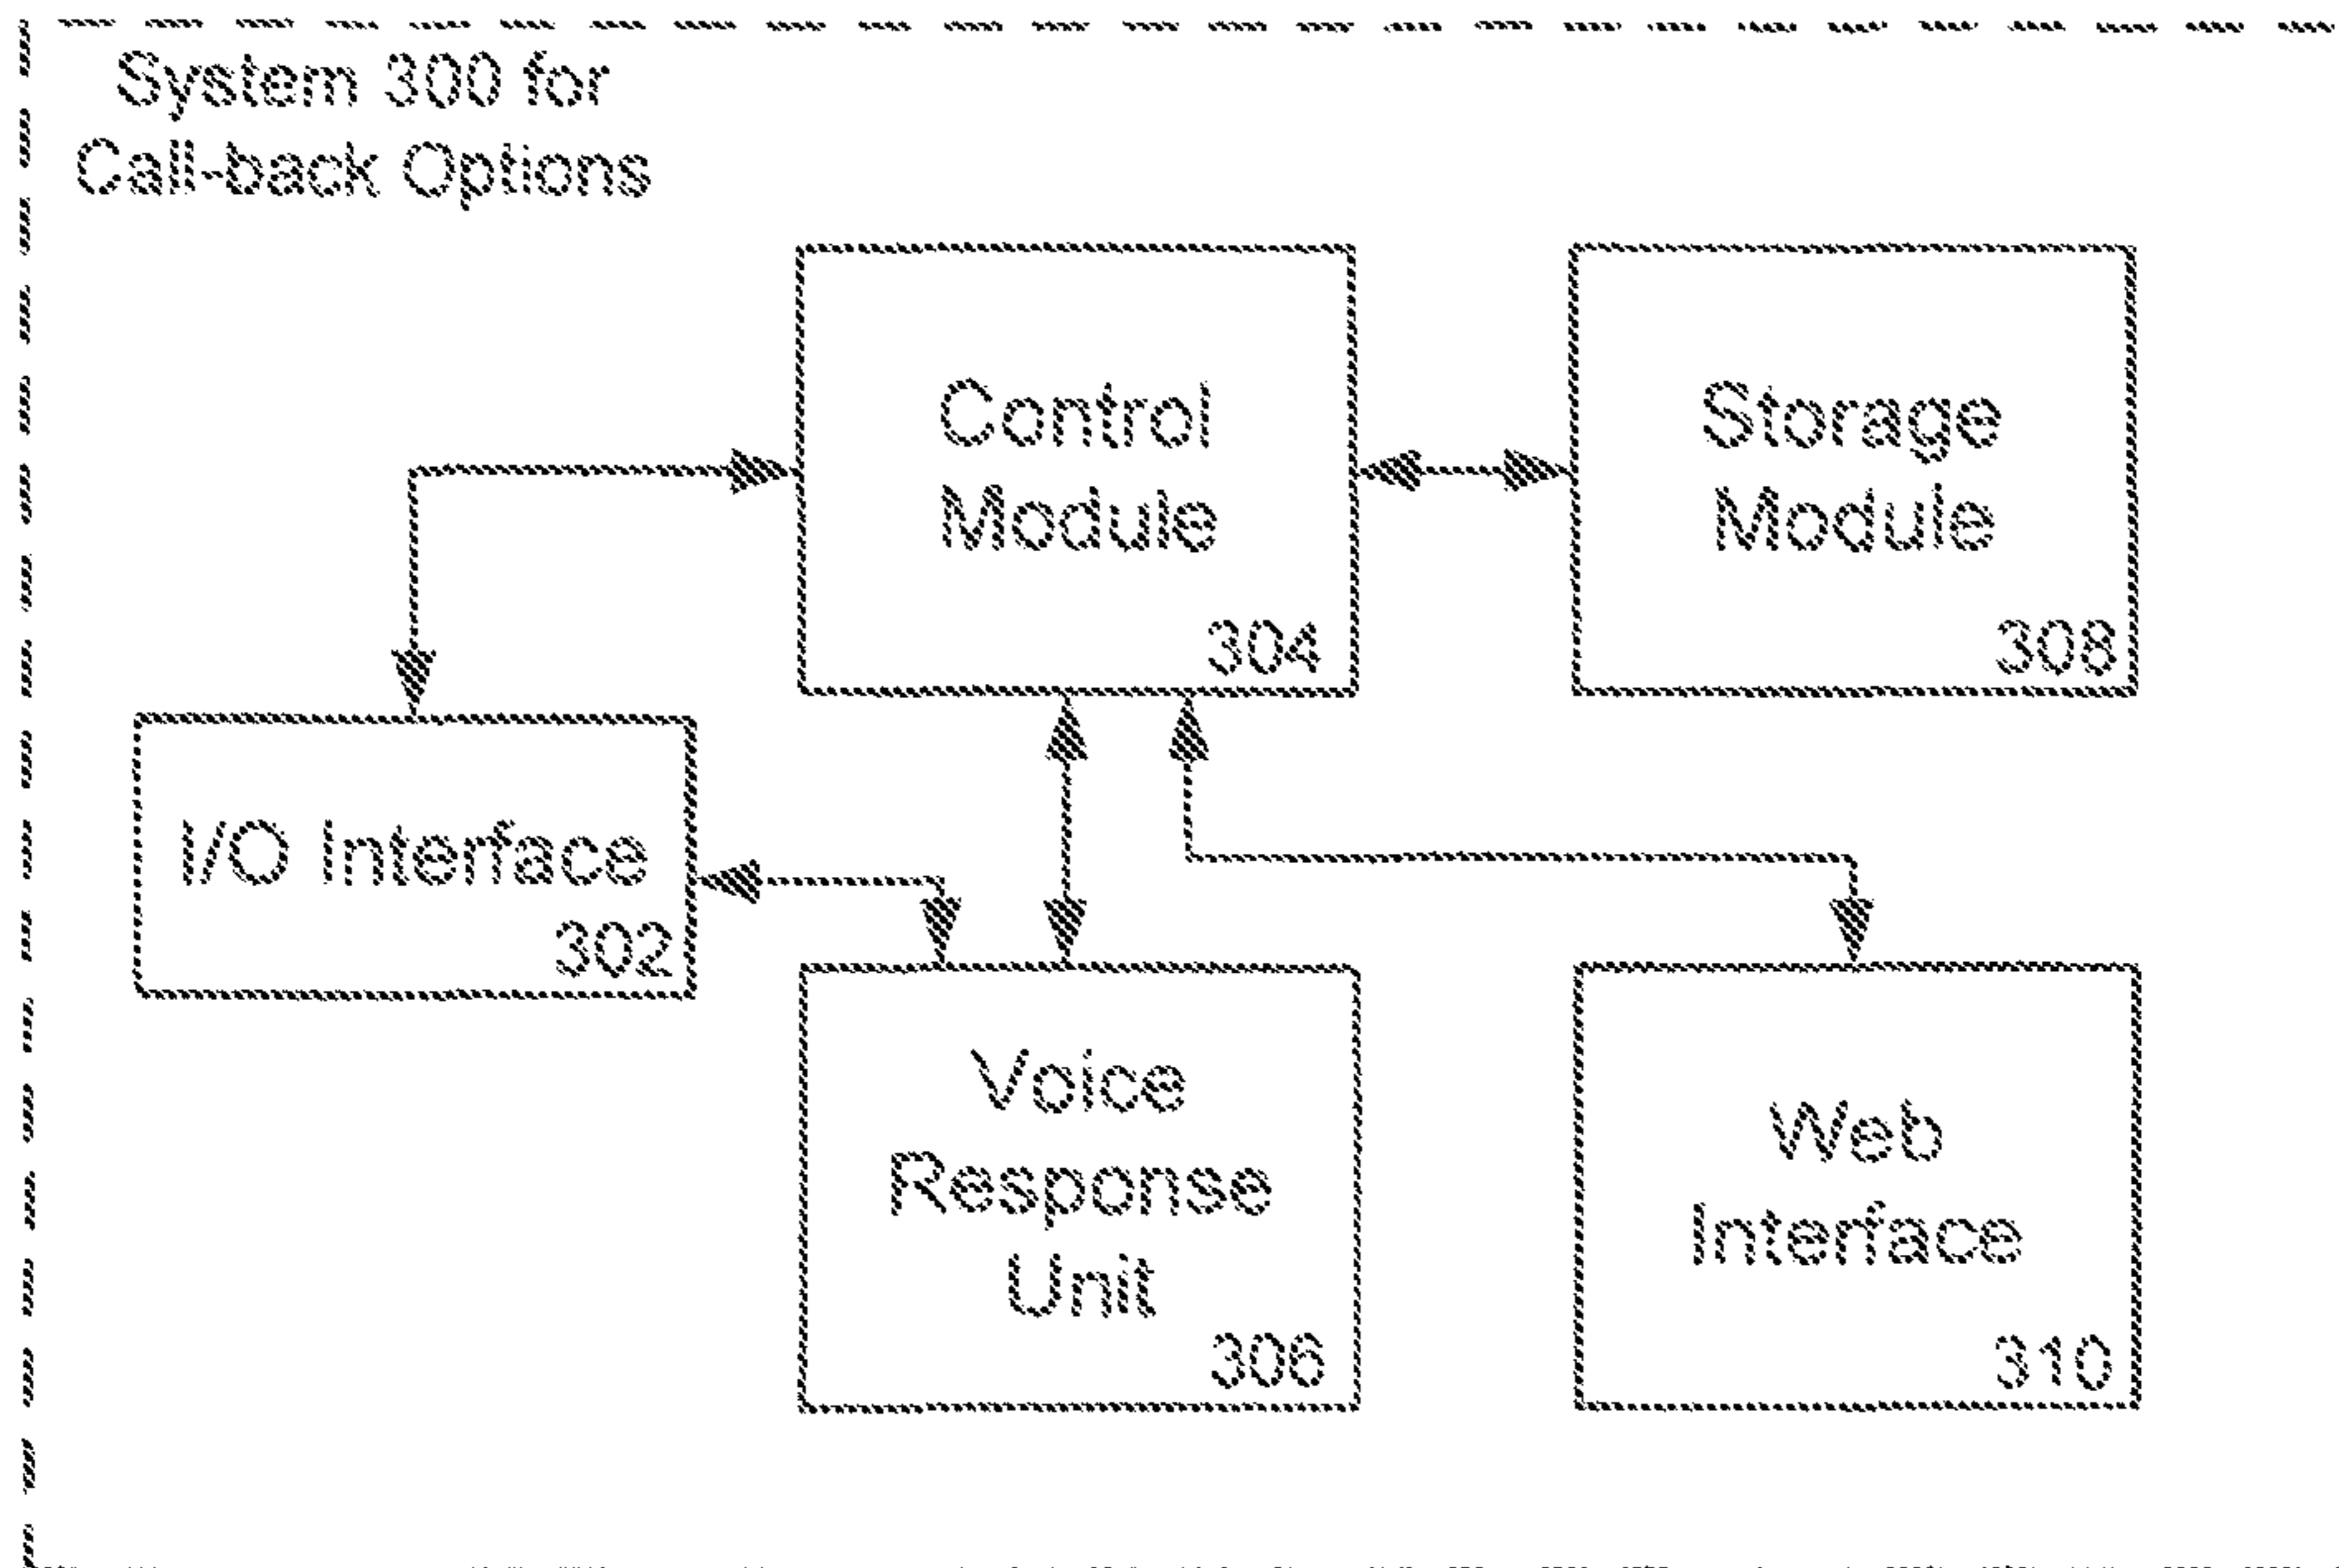 System 300 for
Call-back Options
Control
Module
304
Storage
Module
308
I/O Interface
302
Voice
Response
Unit
306
Web
Interface
310